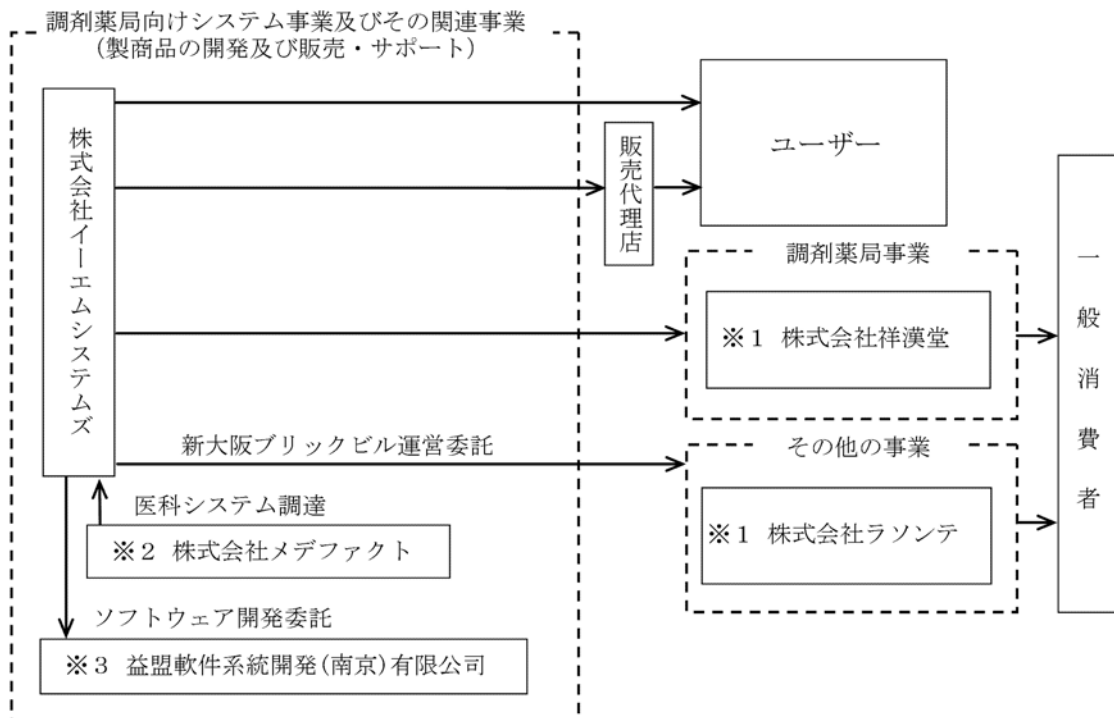 調剤薬局向けシステム事業及びその関連事業
(製商品の開発及び販売・サポート)
株式会社イーエムシステムズ
ユーザー
販売代理店
調剤薬局事業
※1 株式会社祥漢堂
一般消費者
新大阪ブリックビル運営委託
その他の事業
※1 株式会社ラソンテ
医科システム調達
※2 株式会社メデファクト
ソフトウェア開発委託
※3 益盟軟件系統開発(南京)有限公司